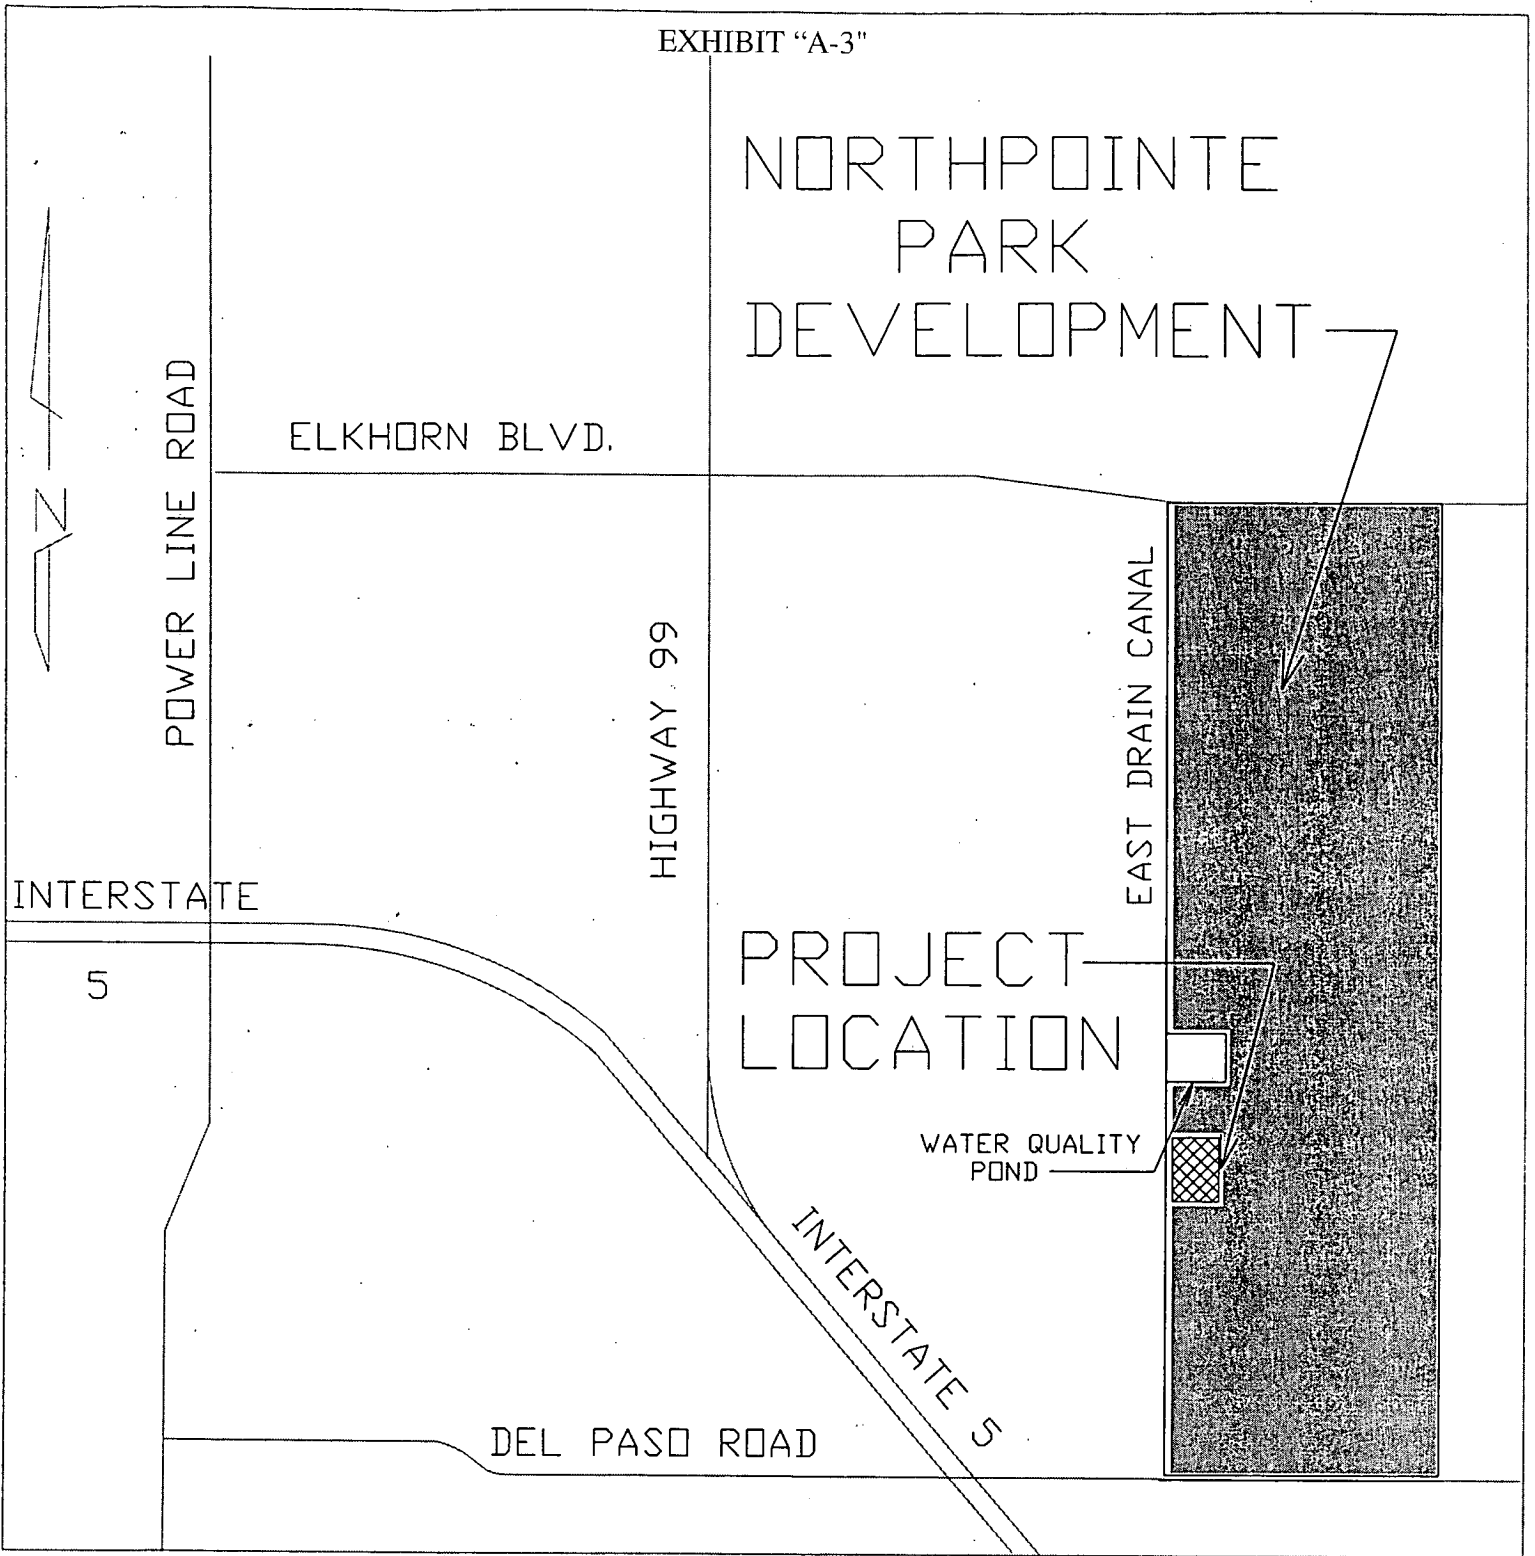 EXHIBIT “A-3"
NORTHPOINTE
PARK
DEVELOPMENT
N
POWER LINE ROAD
ELKHORN BLVD.
HIGHWAY 99
EAST DRAIN CANAL
INTERSTATE
5
PROJECT
LOCATION
WATER QUALITY
POND
INTERSTATE 5
DEL PASO ROAD